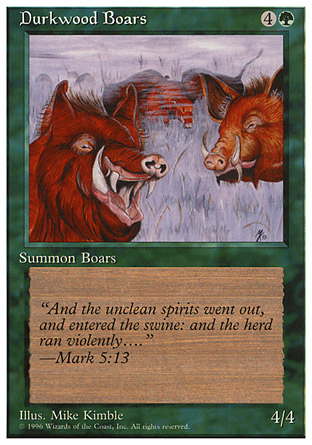 Durkwood Boars 4
Summon Boars
“And the unclean spirits went out,
and entered the swine: and the herd
ran violently....”
—Mark 5:13
Illus. Mike Kimble
4/4
© 1996 Wizards of the Coast, Inc. All rights reserved.